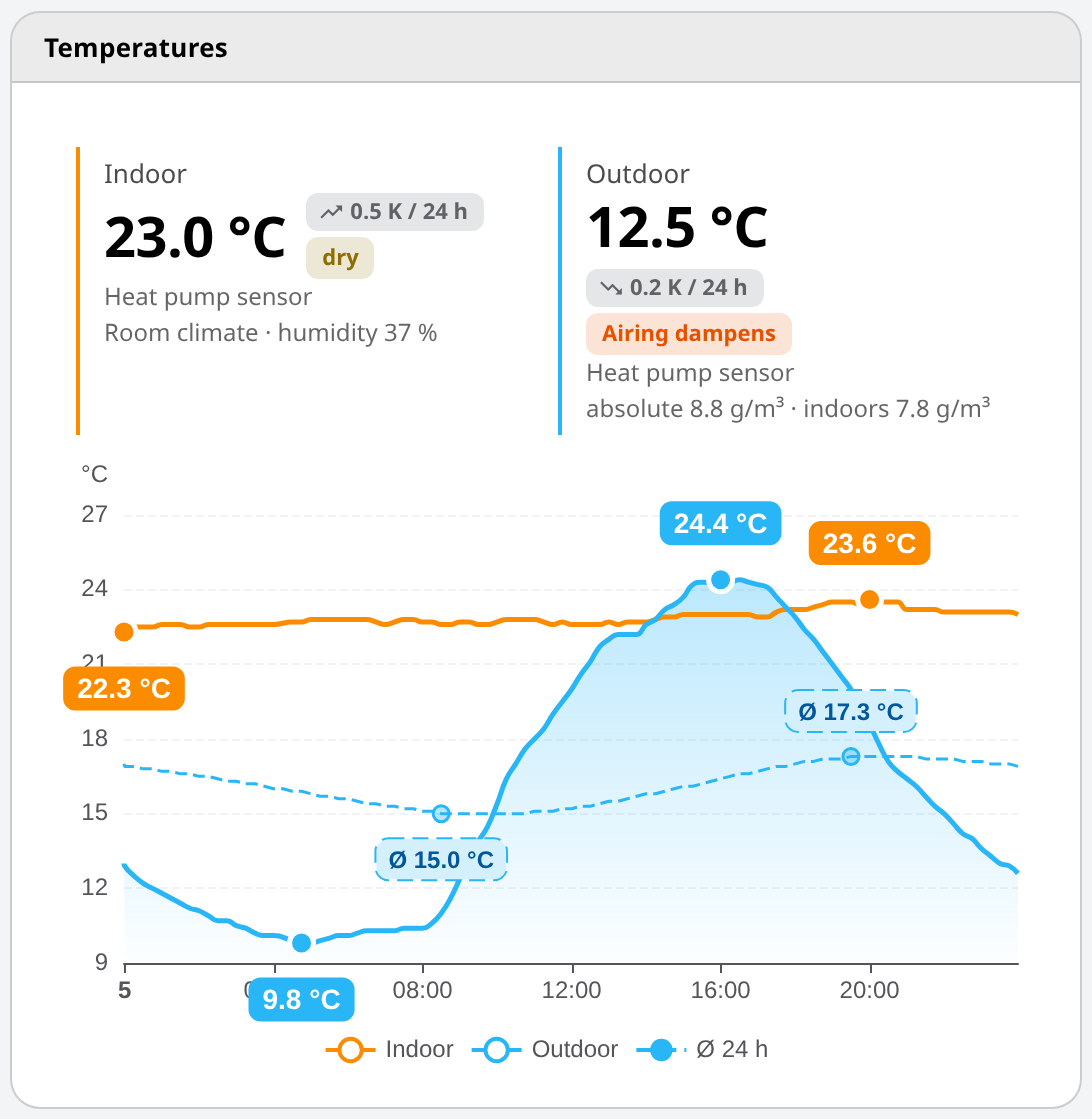 Temperatures
Indoor
23.0 °C
0.5 K / 24 h
dry
Heat pump sensor
Room climate · humidity 37 %
Outdoor
12.5 °C
0.2 K / 24 h
Airing dampens
Heat pump sensor
absolute 8.8 g/m³ · indoors 7.8 g/m³
°C
27
24
21
18
15
12
9
24.4 °C
23.6 °C
22.3 °C
Ø 17.3 °C
Ø 15.0 °C
9.8 °C
5
08:00
12:00
16:00
20:00
Indoor
Outdoor
Ø 24 h